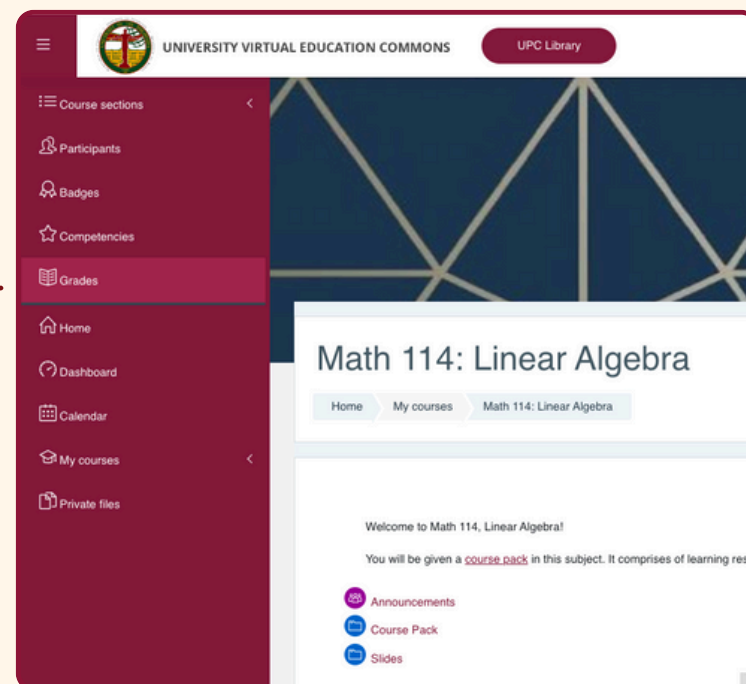 UNIVERSITY VIRTUAL EDUCATION COMMONS
UPC Library
Course sections
Participants
Badges
Competencies
Grades
Home
Dashboard
Calendar
My courses
Private files
Math 114: Linear Algebra
Home My courses Math 114: Linear Algebra
Welcome to Math 114, Linear Algebra!
You will be given a course pack in this subject. It comprises of learning res
Announcements
Course Pack
Slides